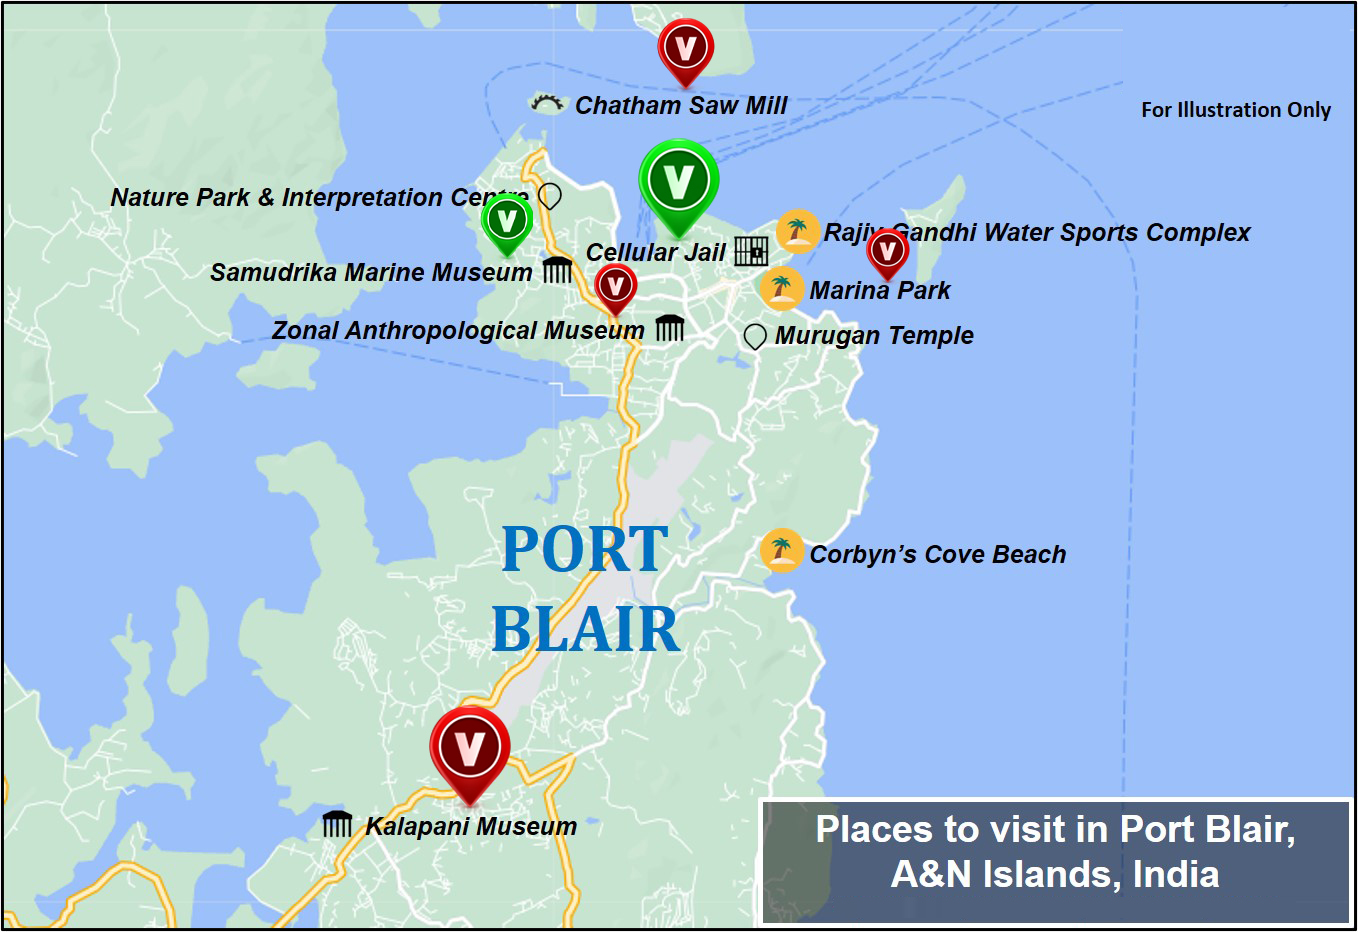 V
Chatham Saw Mill
For Illustration Only
V
Nature Park & Interpretation Centre
V
Rajiv Gandhi Water Sports Complex
Cellular Jail
V
Samudrika Marine Museum
V
Marina Park
Zonal Anthropological Museum
Murugan Temple
PORT
BLAIR
Corbyn’s Cove Beach
V
Kalapani Museum
Places to visit in Port Blair,
A&N Islands, India